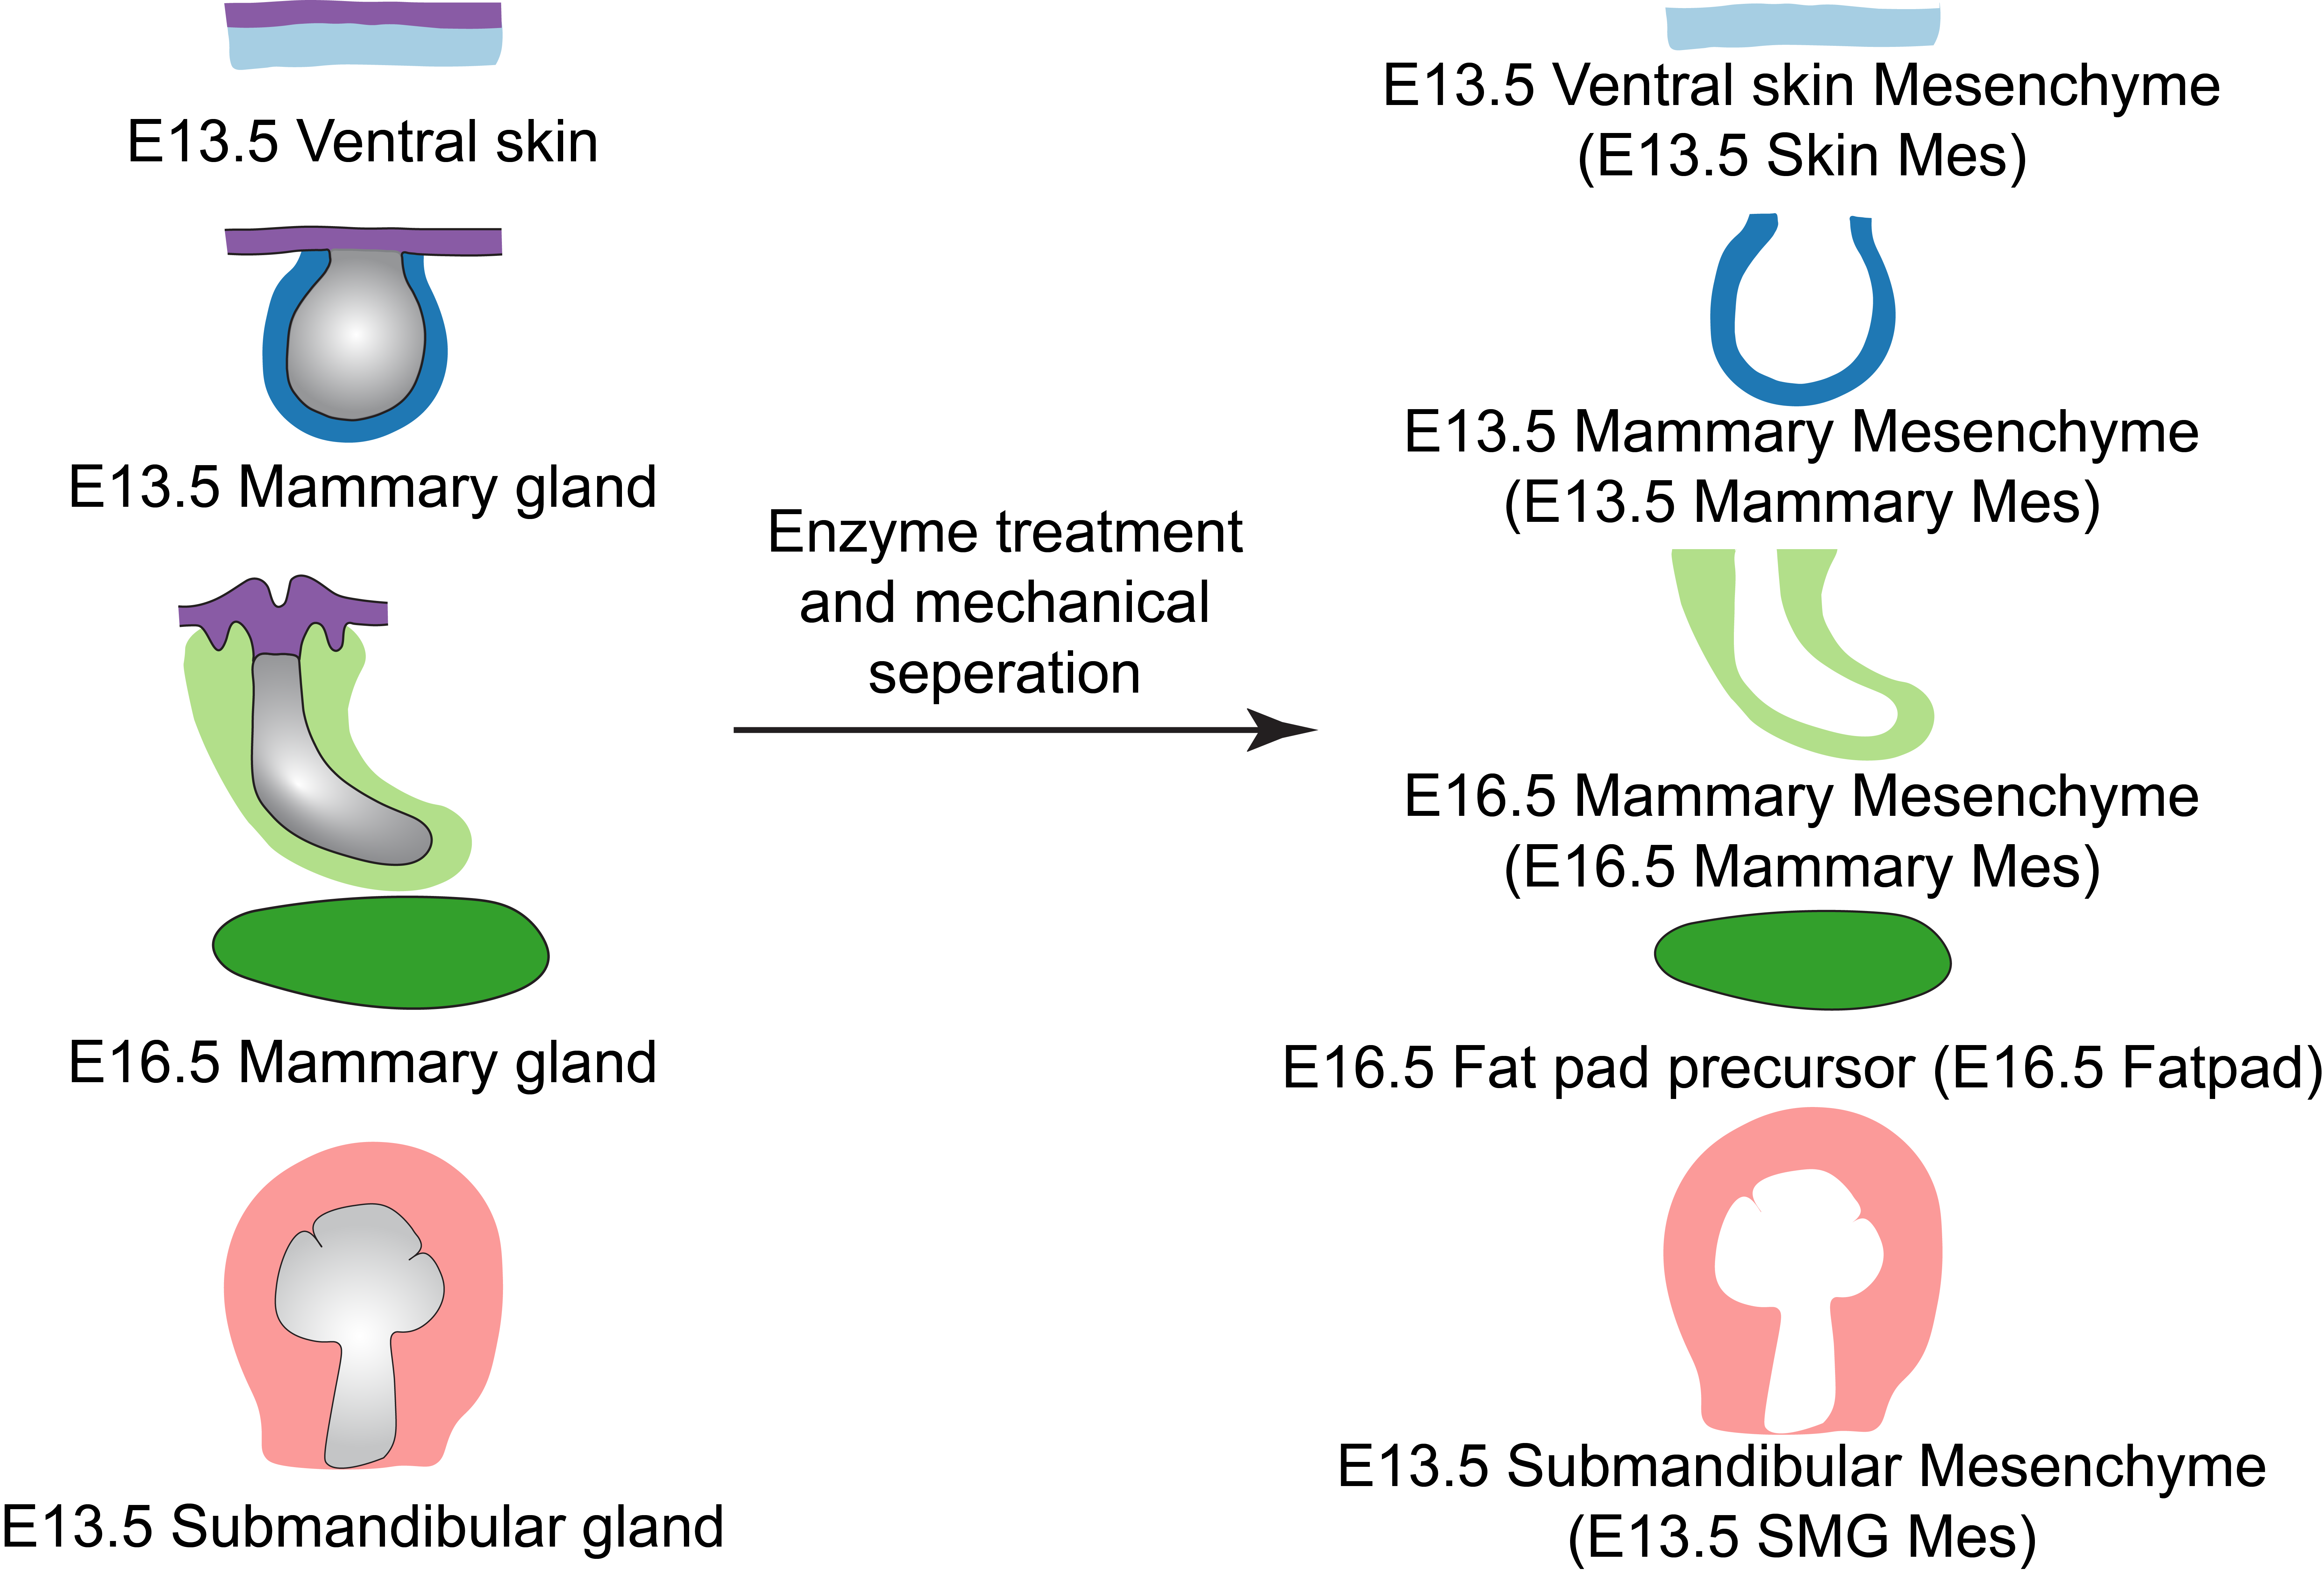 E13.5 Ventral skin
E13.5 Mammary gland
E16.5 Mammary gland
E13.5 Submandibular gland
Enzyme treatment
and mechanical
seperation
E13.5 Ventral skin Mesenchyme
(E13.5 Skin Mes)
E13.5 Mammary Mesenchyme
(E13.5 Mammary Mes)
E16.5 Mammary Mesenchyme
(E16.5 Mammary Mes)
E16.5 Fat pad precursor (E16.5 Fatpad)
E13.5 Submandibular Mesenchyme
(E13.5 SMG Mes)